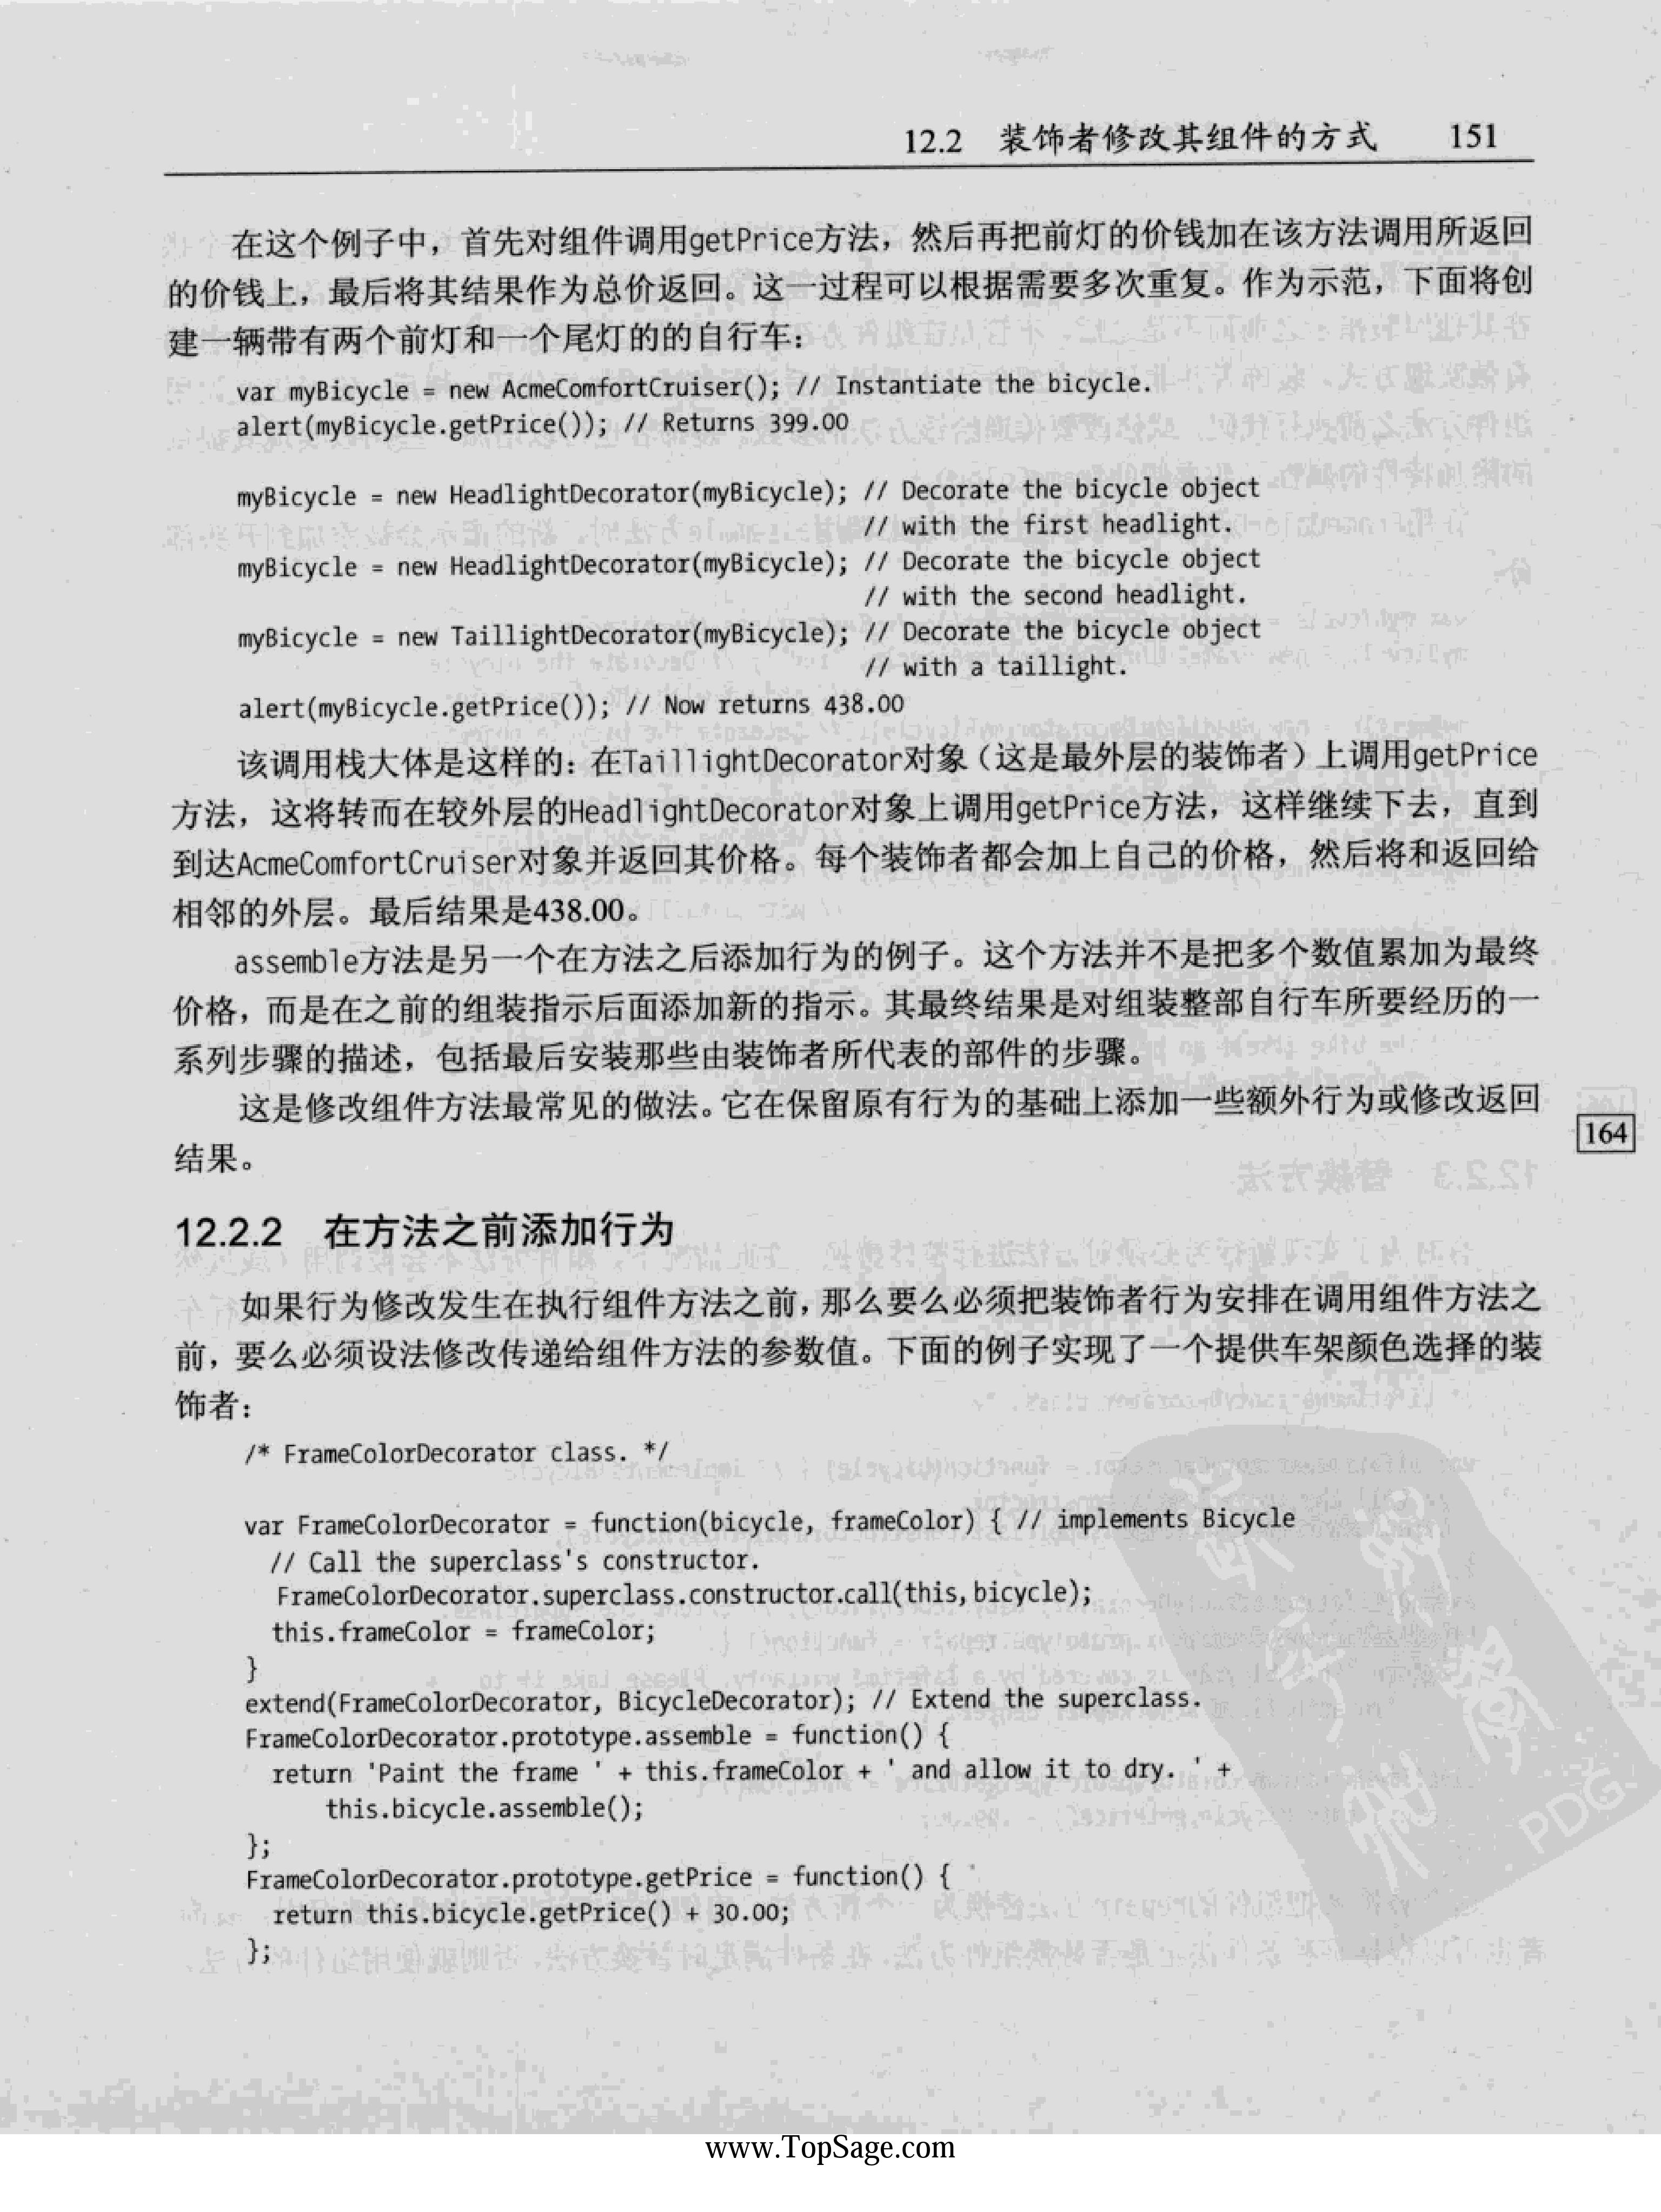 12.2 装饰者修改其组件的方式 151
在这个例子中，首先对组件调用getPrice方法，然后再把前灯的价钱加在该方法调用所返回
的价钱上，最后将其结果作为总价返回。这一过程可以根据需要多次重复。作为示范，下面将创
建一辆带有两个前灯和一个尾灯的的自行车：
var myBicycle = new AcmeComfortCruiser(); // Instantiate the bicycle.
alert(myBicycle.getPrice()); // Returns 399.00
myBicycle = new HeadlightDecorator(myBicycle); // Decorate the bicycle object
// with the first headlight.
myBicycle = new HeadlightDecorator(myBicycle); // Decorate the bicycle object
// with the second headlight.
myBicycle = new TaillightDecorator(myBicycle); // Decorate the bicycle object
// with a taillight.
alert(myBicycle.getPrice()); // Now returns 438.00
该调用栈大体是这样的：在TaillightDecorator对象（这是最外层的装饰者）上调用getPrice
方法，这将转而在较外层的HeadlightDecorator对象上调用getPrice方法，这样继续下去，直到
到达AcmeComfortCruiser对象并返回其价格。每个装饰者都会加上自己的价格，然后将和返回给
相邻的外层。最后结果是438.00。
assemble方法是另一个在方法之后添加行为的例子。这个方法并不是把多个数值累加为最终
价格，而是在之前的组装指示后面添加新的指示。其最终结果是对组装整部自行车所要经历的一
系列步骤的描述，包括最后安装那些由装饰者所代表的部件的步骤。
这是修改组件方法最常见的做法。它在保留原有行为的基础上添加一些额外行为或修改返回
结果。
164
12.2.2 在方法之前添加行为
如果行为修改发生在执行组件方法之前，那么要么必须把装饰者行为安排在调用组件方法之
前，要么必须设法修改传递给组件方法的参数值。下面的例子实现了一个提供车架颜色选择的装
饰者：
/* FrameColorDecorator class. */
var FrameColorDecorator = function(bicycle, frameColor) { // implements Bicycle
// Call the superclass's constructor.
FrameColorDecorator.superclass.constructor.call(this, bicycle);
this.frameColor = frameColor;
}
extend(FrameColorDecorator, BicycleDecorator); // Extend the superclass.
FrameColorDecorator.prototype.assemble = function() {
return 'Paint the frame ' + this.frameColor + ' and allow it to dry. ' +
this.bicycle.assemble();
};
FrameColorDecorator.prototype.getPrice = function() {
return this.bicycle.getPrice() + 30.00;
};
PDG
www.TopSage.com